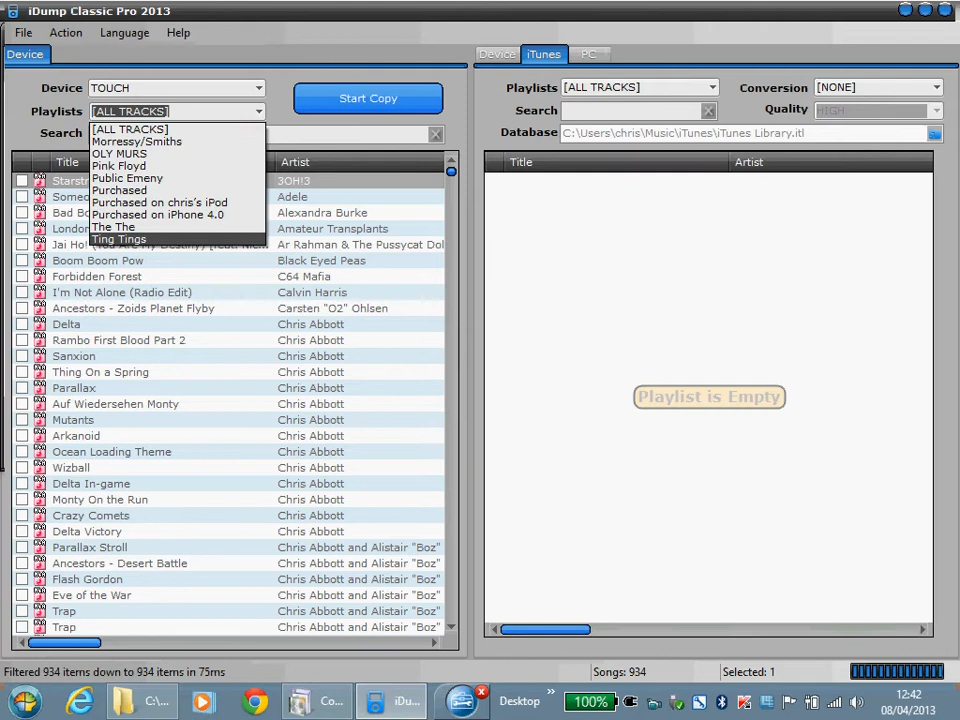 iDump Classic Pro 2013
File Action Language Help
Device
Device iTunes PC
Device TOUCH
Start Copy
Playlists [ALL TRACKS]
Search
[ALL TRACKS]
Morressy/Smiths
OLY MURS
Pink Floyd
Public Emeny
Purchased
Purchased on chris's iPod
Purchased on iPhone 4.0
The The
Ting Tings
Playlists [ALL TRACKS] Conversion [NONE]
Search Quality HIGH
Database C:\Users\chris\Music\iTunes\iTunes Library.itl
Title Artist
3OH!3
Adele
Alexandra Burke
Amateur Transplants
Ar Rahman & The Pussycat Dol
Boom Boom Pow Black Eyed Peas
Forbidden Forest C64 Mafia
I'm Not Alone (Radio Edit) Calvin Harris
Ancestors - Zoids Planet Flyby Carsten "O2" Ohlsen
Delta Chris Abbott
Rambo First Blood Part 2 Chris Abbott
Sanxion Chris Abbott
Thing On a Spring Chris Abbott
Parallax Chris Abbott
Auf Wiedersehen Monty Chris Abbott
Mutants Chris Abbott
Arkanoid Chris Abbott
Ocean Loading Theme Chris Abbott
Wizball Chris Abbott
Delta In-game Chris Abbott
Monty On the Run Chris Abbott
Crazy Comets Chris Abbott
Delta Victory Chris Abbott
Parallax Stroll Chris Abbott and Alistair "Boz"
Ancestors - Desert Battle Chris Abbott and Alistair "Boz"
Flash Gordon Chris Abbott and Alistair "Boz"
Eve of the War Chris Abbott and Alistair "Boz"
Trap Chris Abbott and Alistair "Boz"
Trap Chris Abbott and Alistair "Boz"
Title Artist
Playlist is Empty
Filtered 934 items down to 934 items in 75ms Songs: 934 Selected: 1
C:\... Co... iDu... Desktop 100%
12:42
08/04/2013